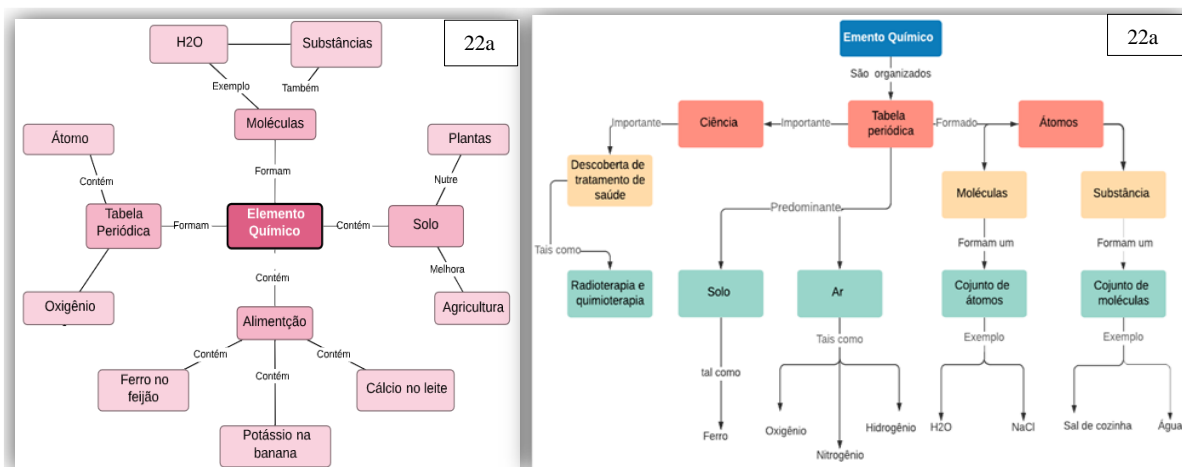 22a
H2O
Substâncias
Exemplo
Também
Moléculas
Átomo
Plantas
Contém
Formam
Nutre
Tabela
Periódica
Formam
Elemento
Químico
Contém
Solo
Contém
Melhora
Oxigênio
Agricultura
Alimentção
Contém
Contém
Contém
Ferro no
feijão
Cálcio no leite
Potássio na
banana
22a
Emento Químico
São organizados
Importante
Ciência
Importante
Tabela
periódica
Formado
Átomos
Descoberta de
tratamento de
saúde
Moléculas
Substância
Predominante
Tais como
Formam um
Formam um
Radioterapia e
quimioterapia
Solo
Ar
Cojunto de
átomos
Cojunto de
moléculas
Tais como
Exemplo
Exemplo
tal como
Ferro
Oxigênio
Nitrogênio
Hidrogênio
H2O
NaCl
Sal de cozinha
Água